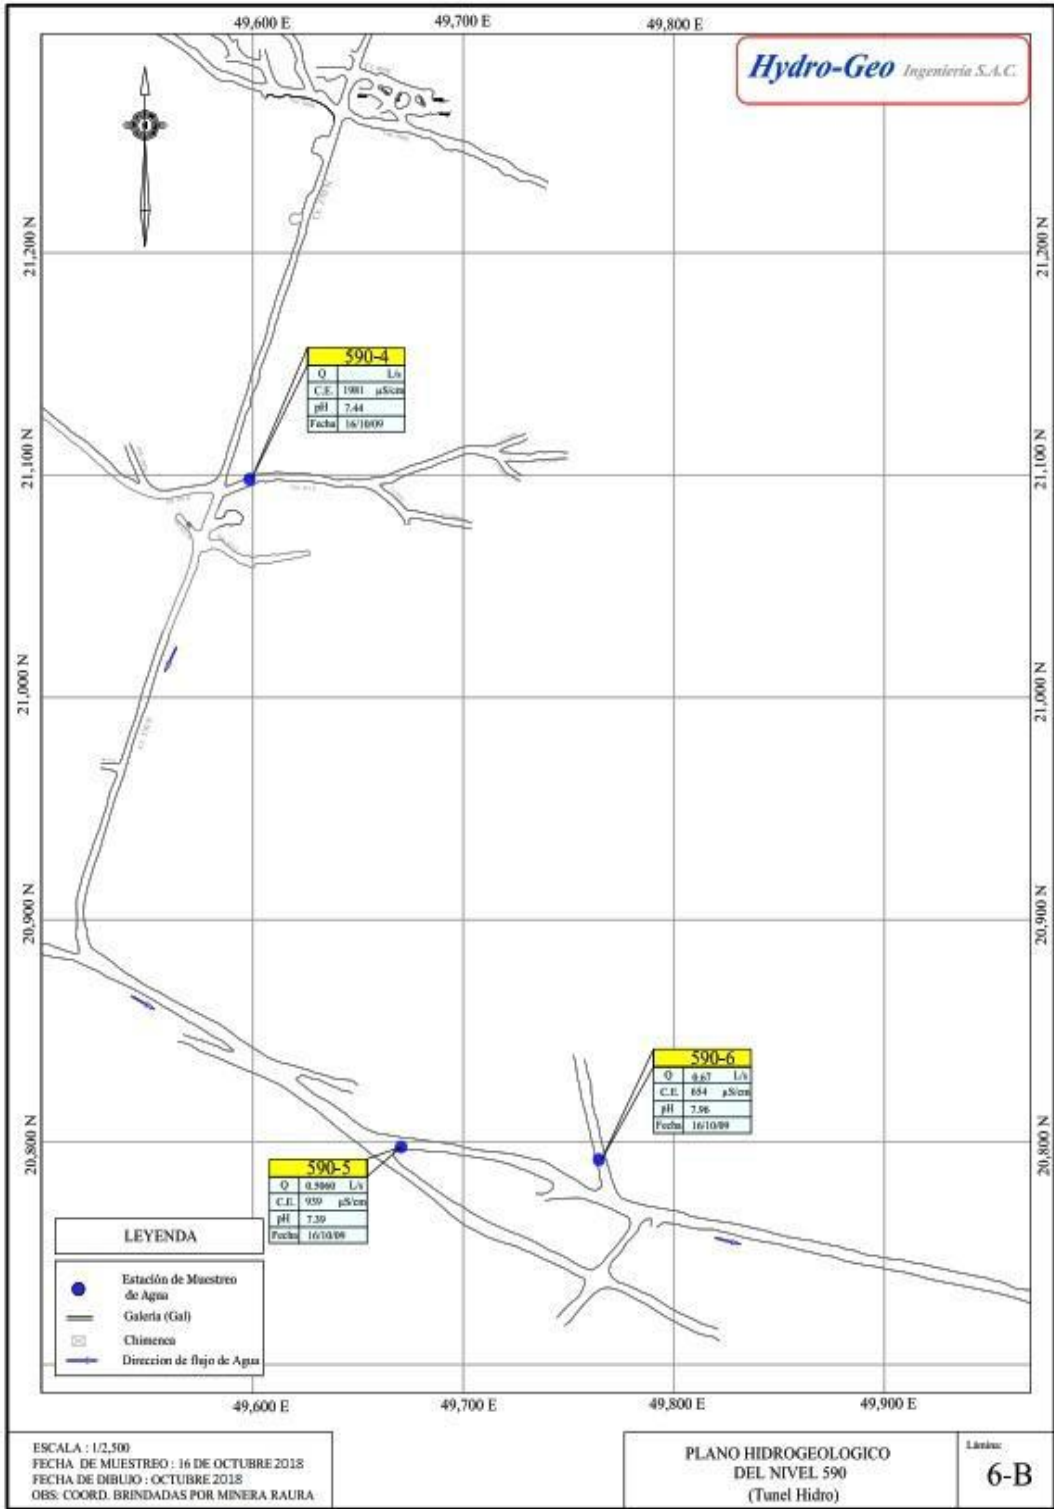 49,600 E
49,700 E
49,800 E
Hydro-Geo Ingeniería S.A.C.
21,200 N
21,200 N
590-4
Q L/s
C.E. 1981 µS/cm
pH 7.44
Fecha 16/10/09
21,100 N
21,100 N
21,000 N
21,000 N
20,900 N
20,900 N
590-6
Q 0.67 L/s
C.E. 654 µS/cm
pH 7.96
Fecha 16/10/09
20,800 N
20,800 N
590-5
Q 0.5060 L/s
C.E. 939 µS/cm
pH 7.39
Fecha 16/10/09
LEYENDA
Estación de Muestreo
de Agua
Galería (Gal)
Chimenea
Direccion de flujo de Agua
49,600 E
49,700 E
49,800 E
49,900 E
ESCALA : 1/2,500
FECHA DE MUESTREO : 16 DE OCTUBRE 2018
FECHA DE DIBUJO : OCTUBRE 2018
OBS: COORD. BRINDADAS POR MINERA RAURA
PLANO HIDROGEOLOGICO
DEL NIVEL 590
(Tunel Hidro)
Lámina:
6-B